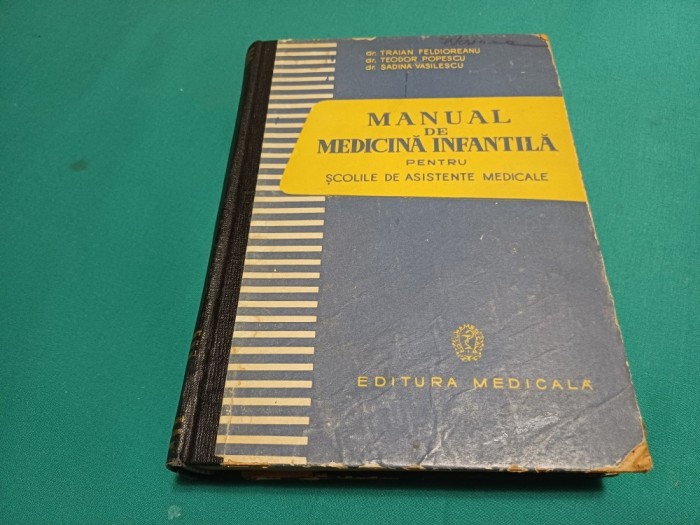 dr. TRAIAN FELDIOREANU
dr. TEODOR POPESCU
dr. SADINA VASILESCU
MANUAL
DE
MEDICINĂ INFANTILĂ
PENTRU
ȘCOLILE DE ASISTENTE MEDICALE
EDITURA MEDICALĂ